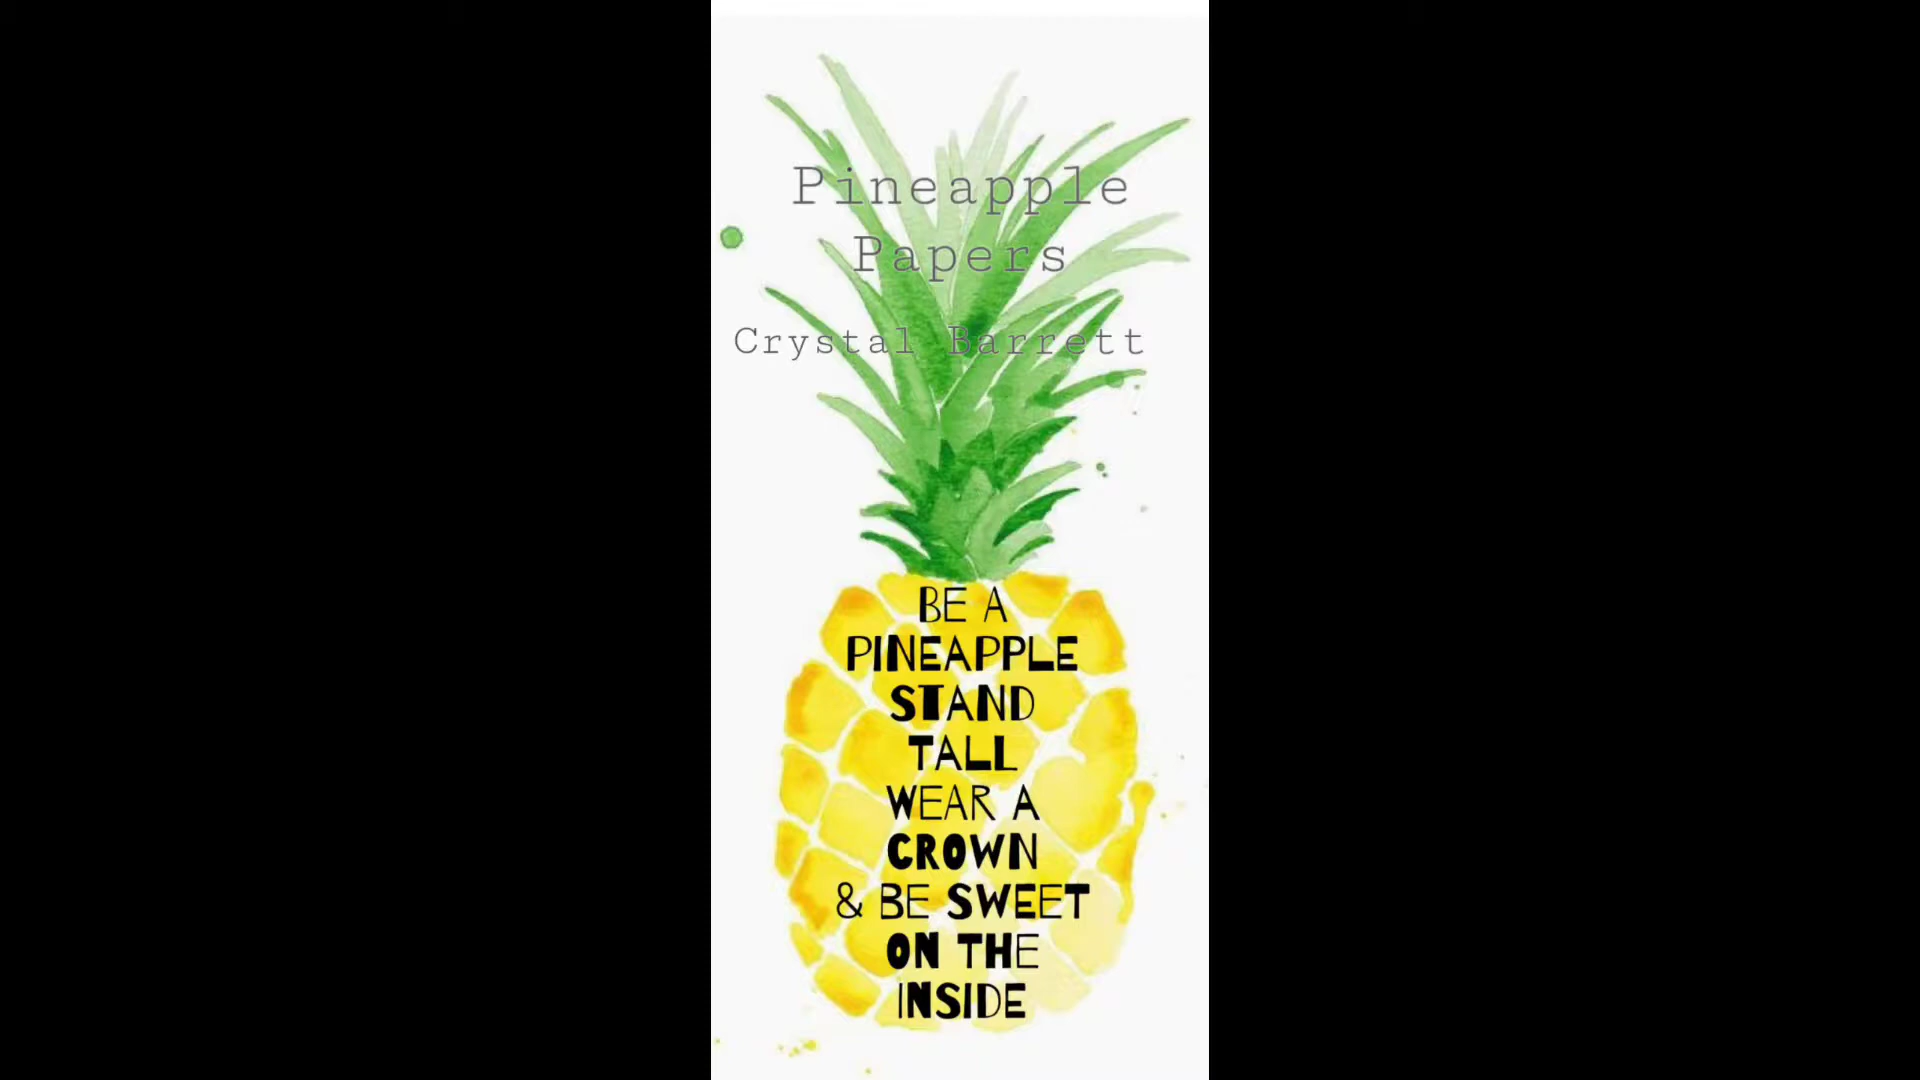 Pineapple
Papers
Crystal Barrett
BE A
PINEAPPLE
STAND
TALL
WEAR A
CROWN
& BE SWEET
ON THE
INSIDE